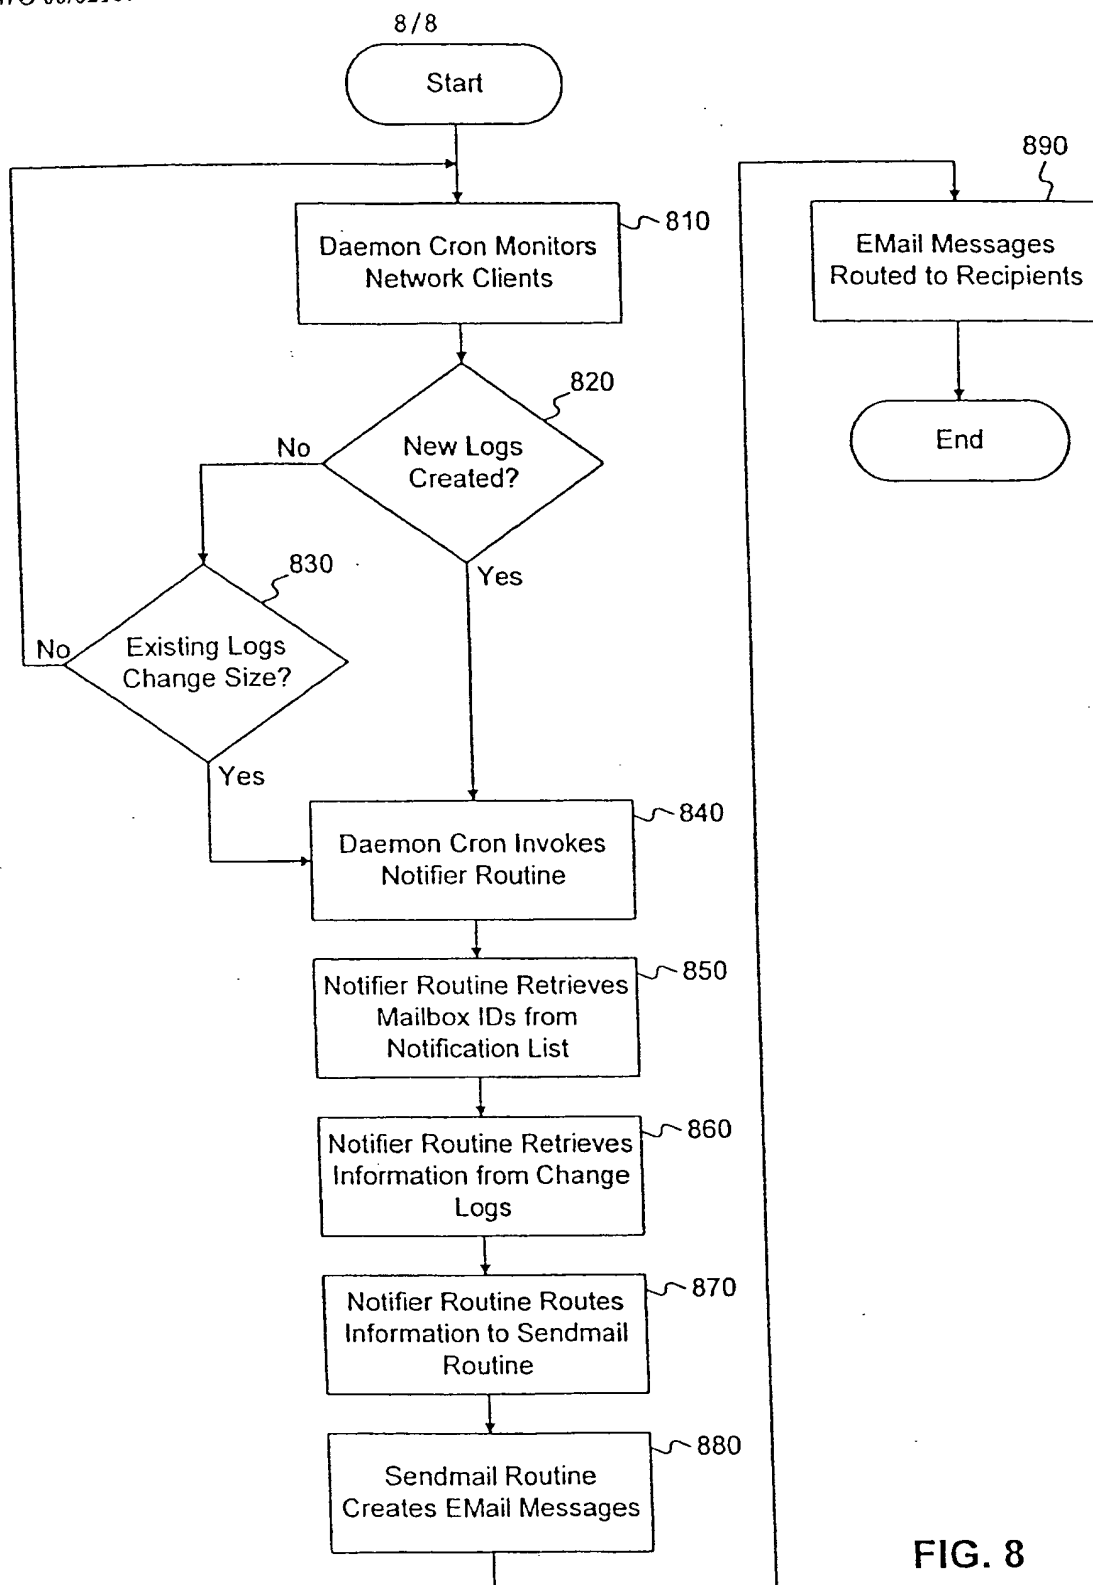 8/8
Start
810
Daemon Cron Monitors
Network Clients
820
New Logs
Created?
No
Yes
830
Existing Logs
Change Size?
No
Yes
840
Daemon Cron Invokes
Notifier Routine
850
Notifier Routine Retrieves
Mailbox IDs from
Notification List
860
Notifier Routine Retrieves
Information from Change
Logs
870
Notifier Routine Routes
Information to Sendmail
Routine
880
Sendmail Routine
Creates EMail Messages
890
EMail Messages
Routed to Recipients
End
FIG. 8